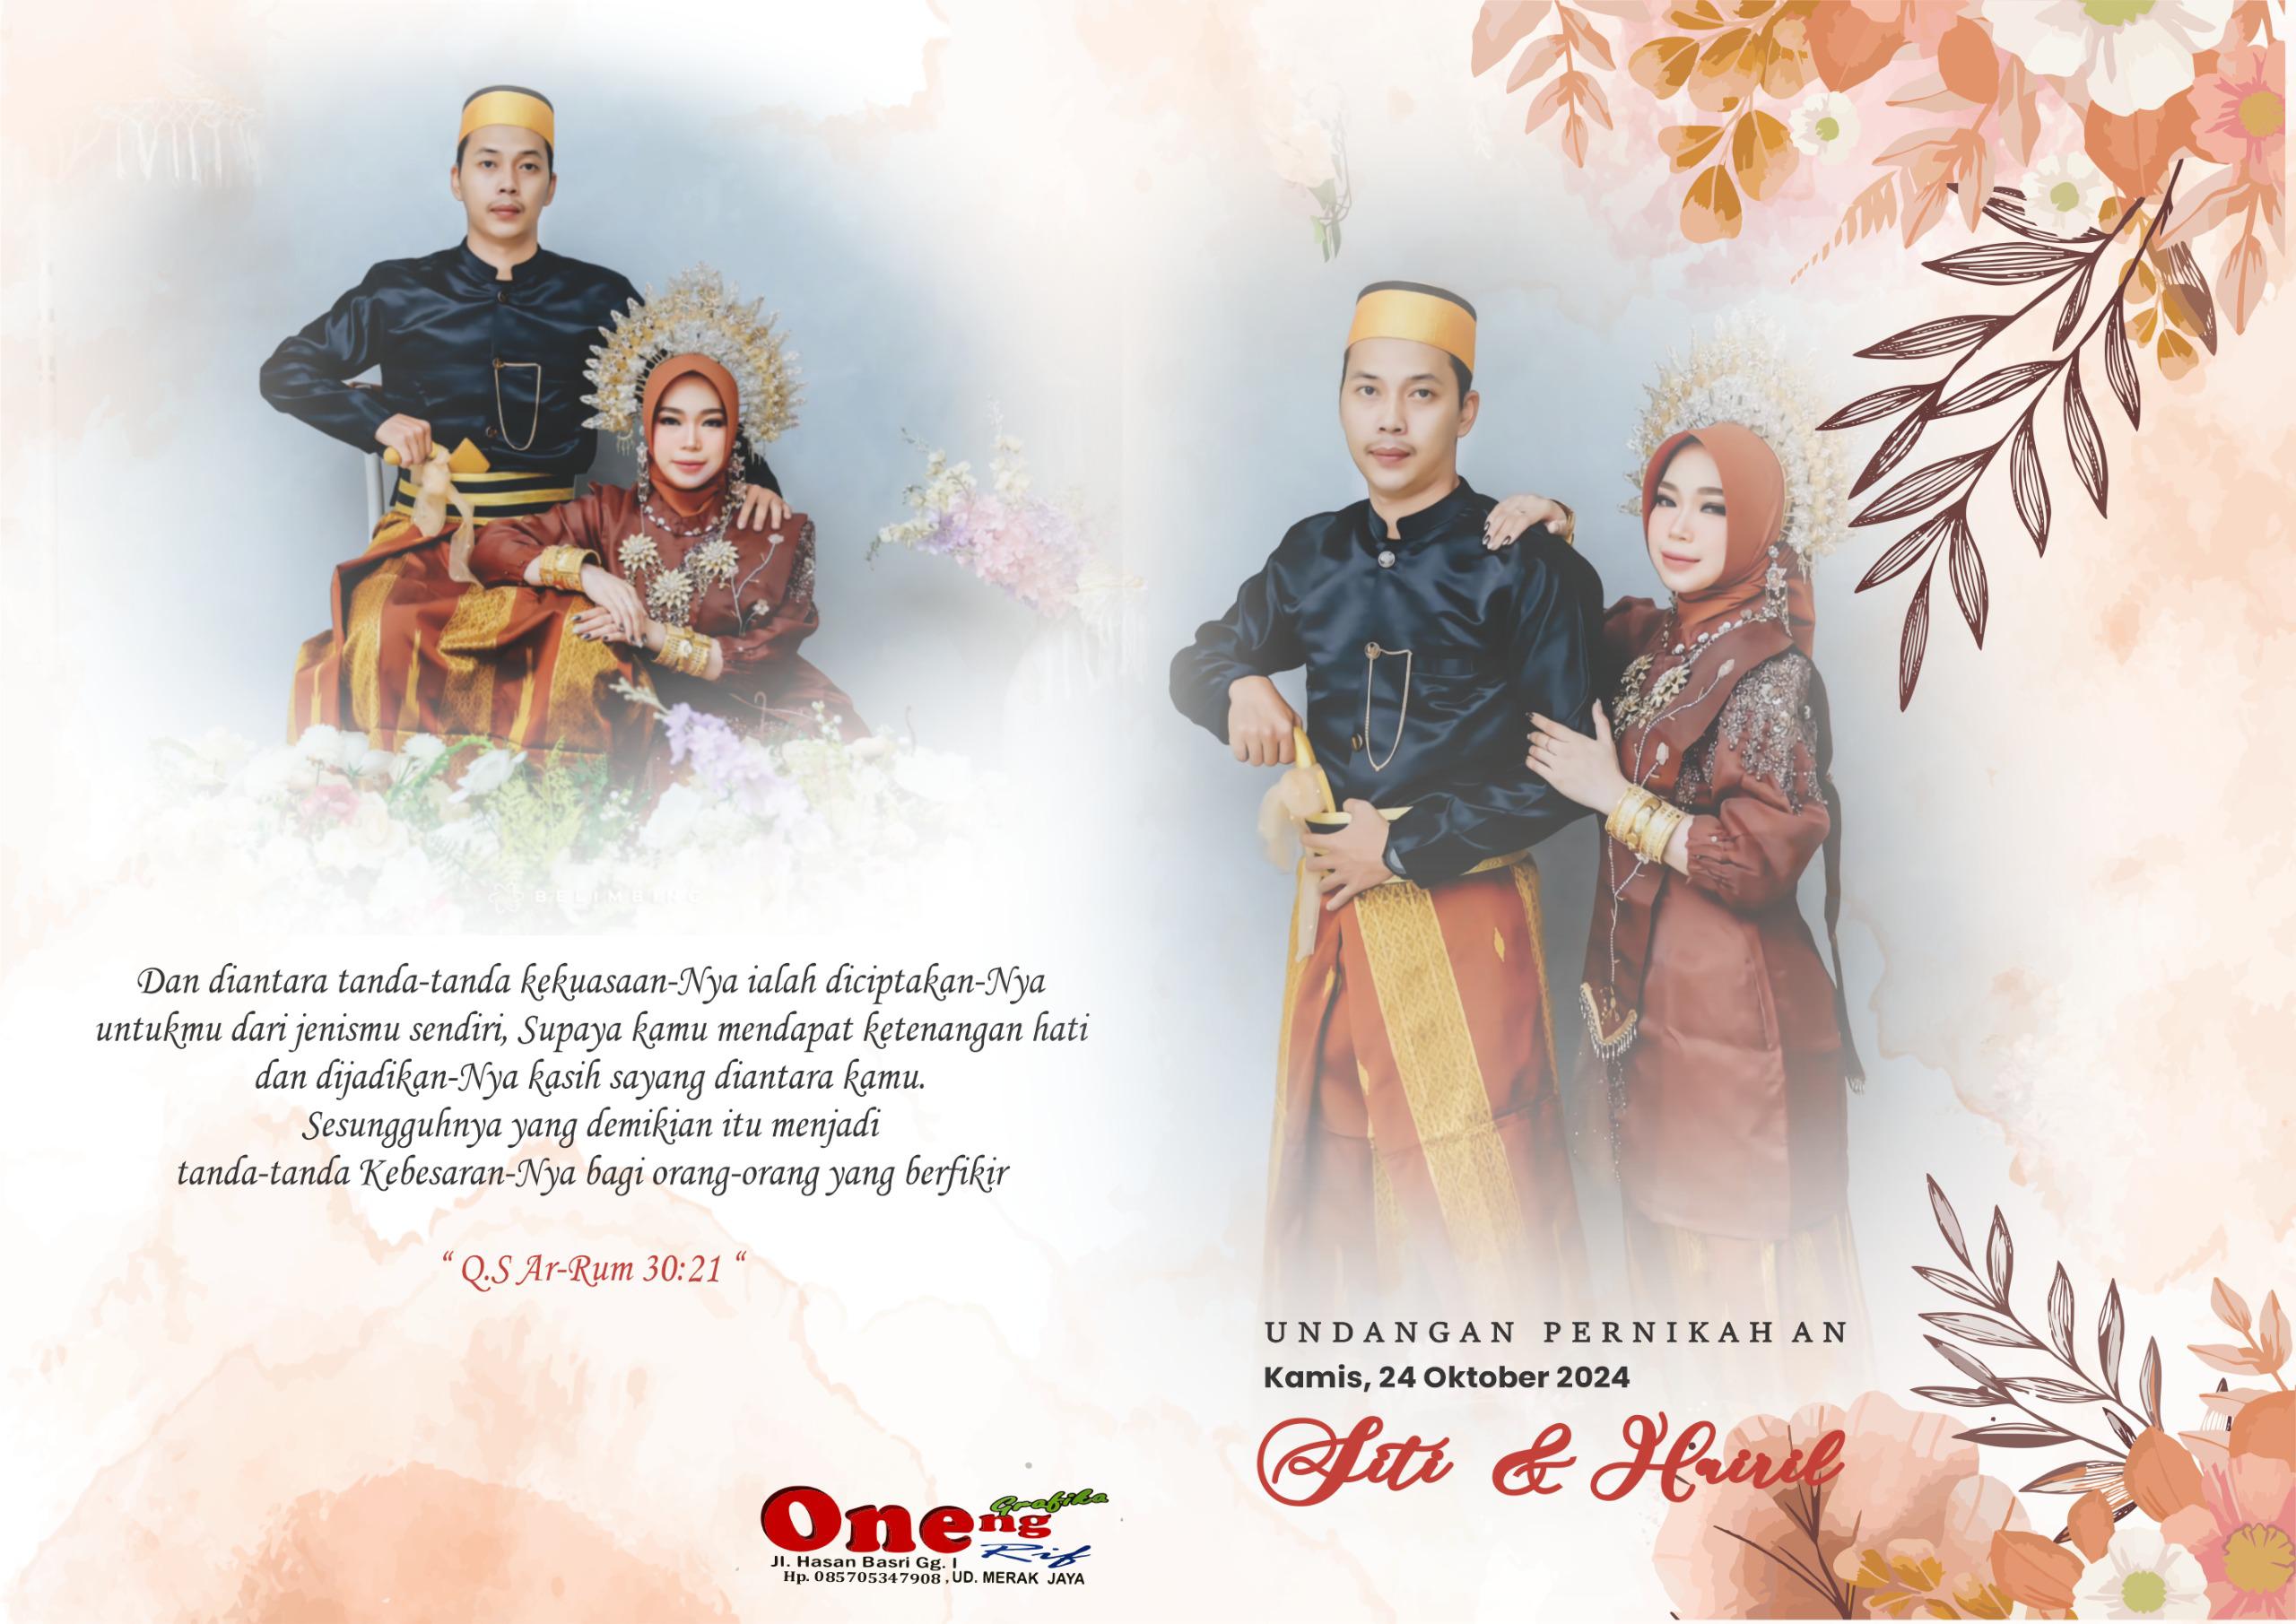 BELIMBING
Dan diantara tanda-tanda kekuasaan-Nya ialah diciptakan-Nya
untukmu dari jenismu sendiri, Supaya kamu mendapat ketenangan hati
dan dijadikan-Nya kasih sayang diantara kamu.
Sesungguhnya yang demikian itu menjadi
tanda-tanda Kebesaran-Nya bagi orang-orang yang berfikir
“ Q.S Ar-Rum 30:21 “
UNDANGAN PERNIKAHAN
Kamis, 24 Oktober 2024
Siti & Hairil
Oneng Grafika
Rif
Jl. Hasan Basri Gg. I
Hp. 085705347908 , UD. MERAK JAYA